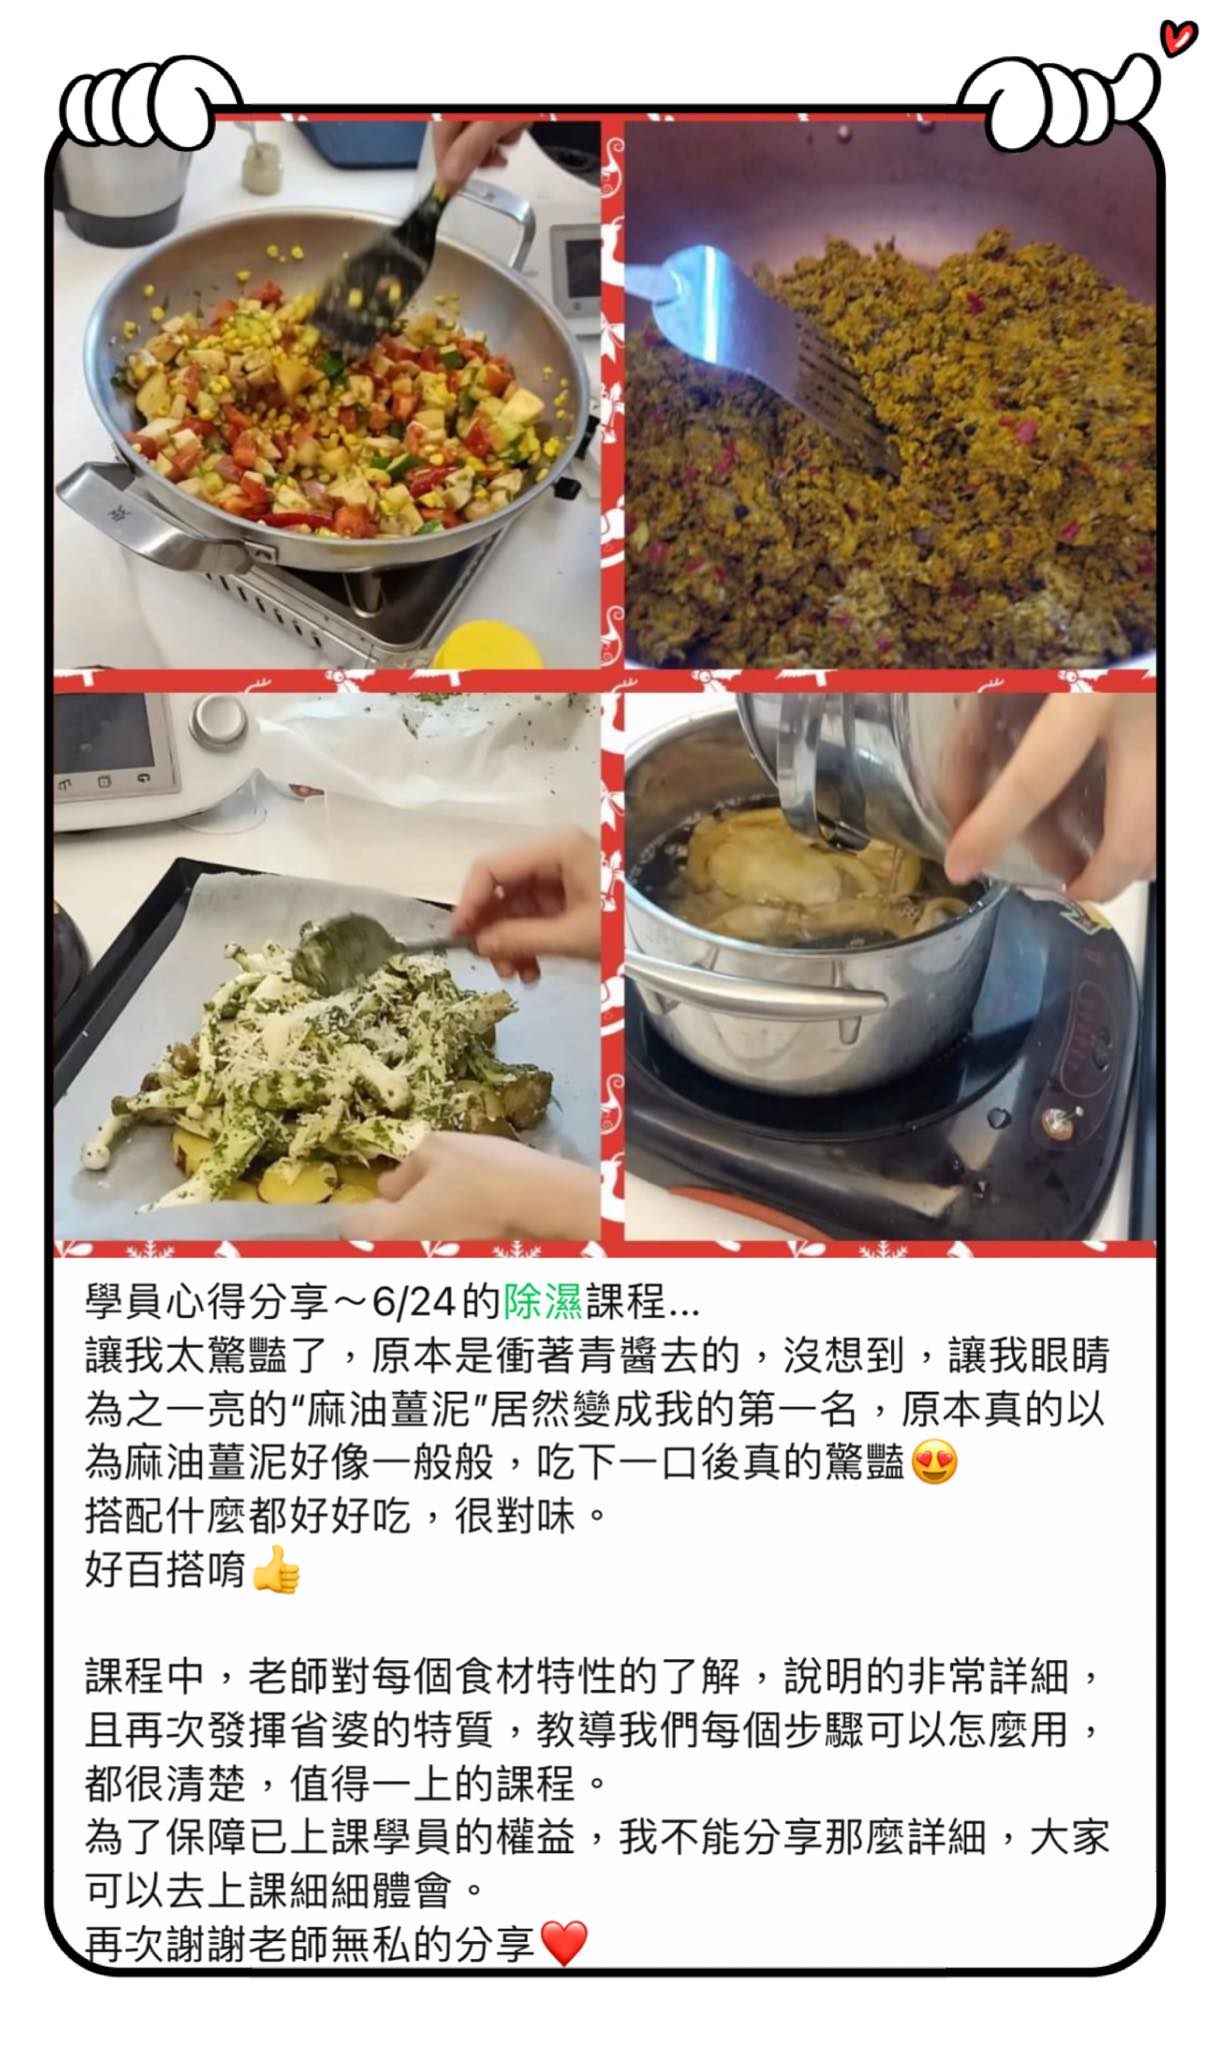 學員心得分享～6/24的除濕課程...
讓我太驚豔了，原本是衝著青醬去的，沒想到，讓我眼睛
為之一亮的“麻油薑泥”居然變成我的第一名，原本真的以
為麻油薑泥好像一般般，吃下一口後真的驚豔😍
搭配什麼都好好吃，很對味。
好百搭唷👍
課程中，老師對每個食材特性的了解，說明的非常詳細，
且再次發揮省婆的特質，教導我們每個步驟可以怎麼用，
都很清楚，值得一上的課程。
為了保障已上課學員的權益，我不能分享那麼詳細，大家
可以去上課細細體會。
再次謝謝老師無私的分享❤️